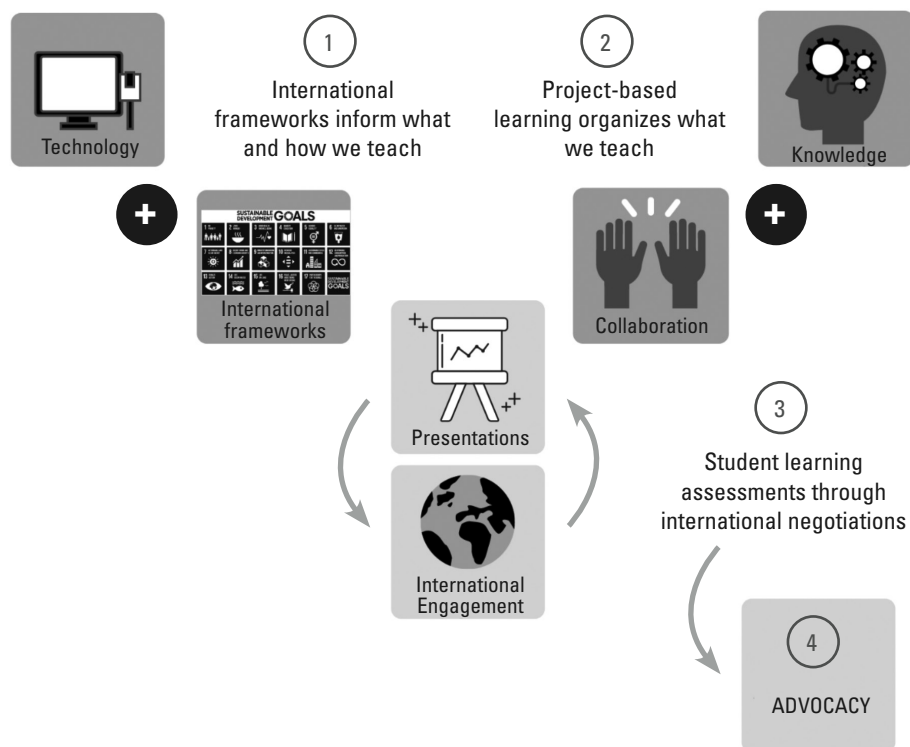 1
2
International
frameworks inform what
and how we teach
Project-based
learning organizes what
we teach
Technology
Knowledge
+
+
SUSTAINABLE
DEVELOPMENT GOALS
International
frameworks
Collaboration
Presentations
3
Student learning
assessments through
international negotiations
International
Engagement
4
ADVOCACY